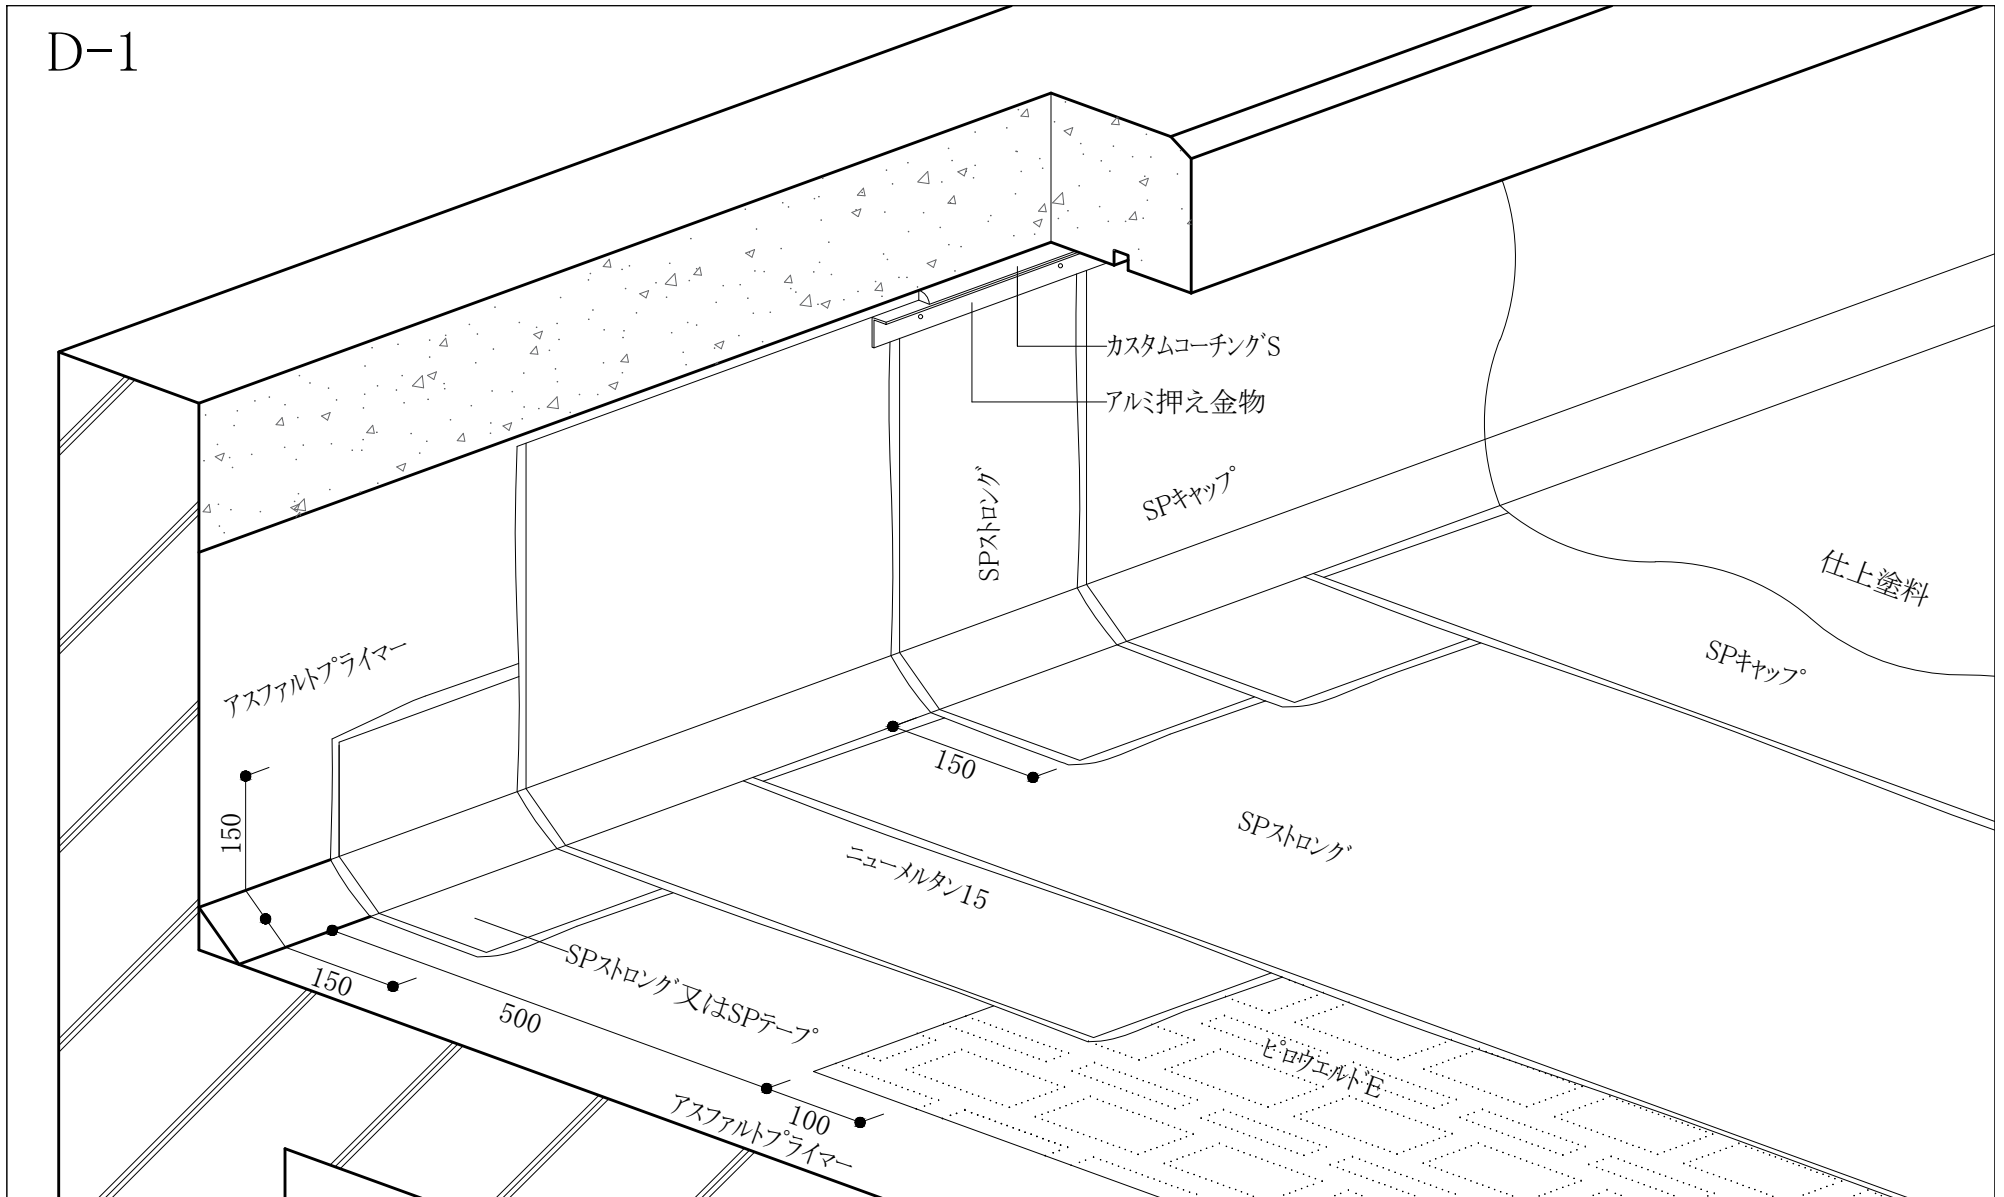 D-1
カスタムコーチングS
アルミ押え金物
SPストロング
SPキャップ
仕上塗料
アスファルトプライマー
SPキャップ
150
150
SPストロング
ニューメルタン15
SPストロング又はSPテープ
150
500
ピロウエルドE
100
アスファルトプライマー